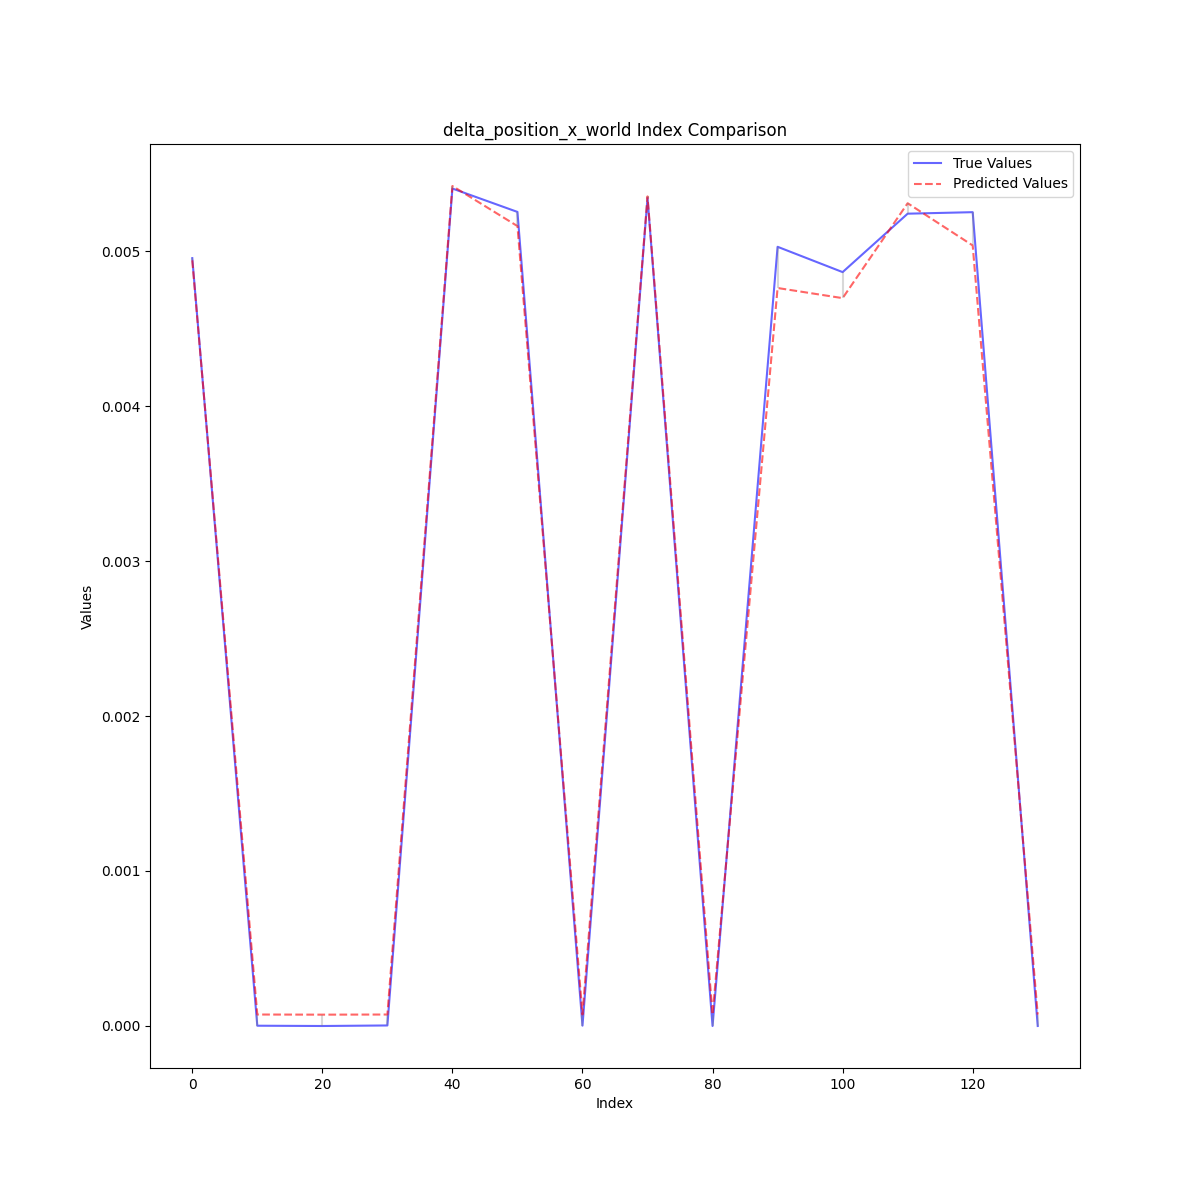 delta_position_x_world Index Comparison
True Values
Predicted Values
0.005
0.004
0.003
0.002
0.001
0.000
Values
0 20 40 60 80 100 120
Index